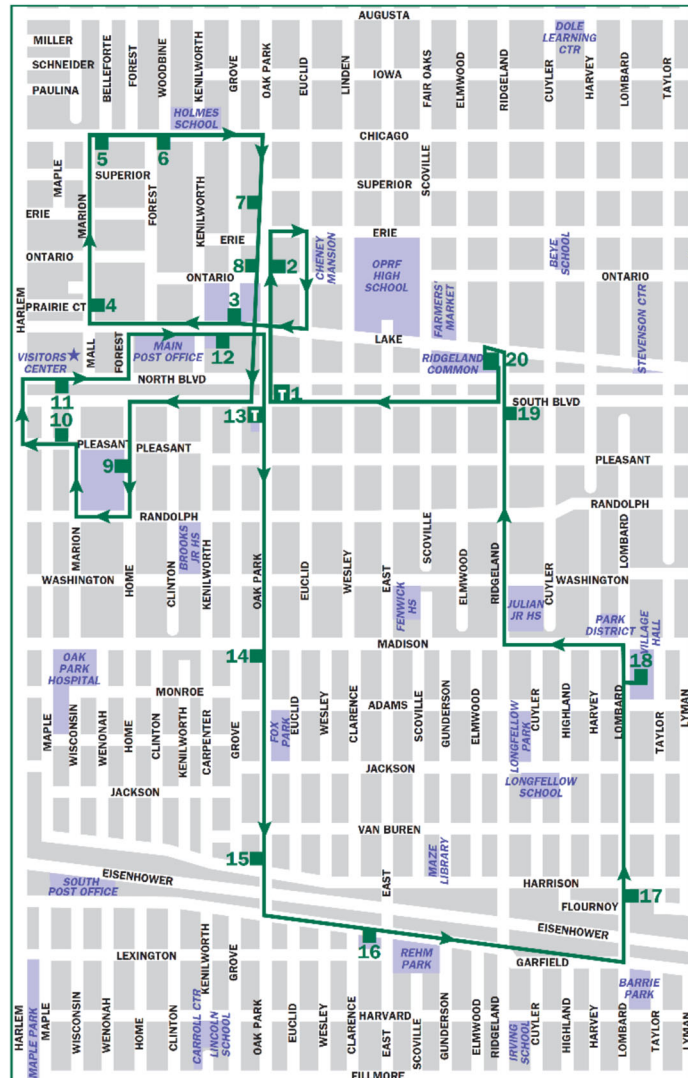 AUGUSTA
MILLER
SCHNEIDER
PAULINA
BELLEFORTE
FOREST
WOODBINE
KENILWORTH
GROVE
OAK PARK
EUCLID
LINDEN
IOWA
FAIR OAKS
ELMWOOD
RIDGELAND
DOLE
LEARNING
CTR
CUYLER
HARVEY
LOMBARD
TAYLOR
HOLMES
SCHOOL
CHICAGO
5
6
MAPLE
MARION
SUPERIOR
FOREST
KENILWORTH
7
SUPERIOR
SCOVILLE
ERIE
ERIE
ERIE
ONTARIO
8
2
CHENEY
MANSION
OPRF
HIGH
SCHOOL
FARMERS'
MARKET
BEYE
SCHOOL
ONTARIO
ONTARIO
HARLEM
PRAIRIE CT
4
3
STEVENSON CTR
LAKE
VISITORS
CENTER
MALL
FOREST
MAIN
POST OFFICE
12
RIDGELAND
COMMON
20
NORTH BLVD
11
T
1
SOUTH BLVD
10
13
T
19
PLEASANT
PLEASANT
9
PLEASANT
RANDOLPH
RANDOLPH
MARION
HOME
CLINTON
BROOKS
JR HS
KENILWORTH
OAK PARK
EUCLID
WESLEY
EAST
SCOVILLE
ELMWOOD
RIDGELAND
CUYLER
LOMBARD
WASHINGTON
WASHINGTON
FENWICK
HS
JULIAN
JR HS
PARK
DISTRICT
VILLAGE
HALL
MADISON
14
18
OAK
PARK
HOSPITAL
MONROE
MAPLE
WISCONSIN
WENONAH
HOME
CLINTON
KENILWORTH
CARPENTER
GROVE
FOX
PARK
EUCLID
WESLEY
CLARENCE
ADAMS
SCOVILLE
GUNDERSON
ELMWOOD
LONGFELLOW
PARK
CUYLER
HIGHLAND
HARVEY
LOMBARD
TAYLOR
LYMAN
JACKSON
JACKSON
LONGFELLOW
SCHOOL
VAN BUREN
15
MAZE
LIBRARY
EISENHOWER
SOUTH
POST OFFICE
EAST
HARRISON
FLOURNOY
17
EISENHOWER
16
REHM
PARK
GARFIELD
LEXINGTON
KENILWORTH
GROVE
BARRIE
PARK
HARLEM
MAPLE PARK
MAPLE
WISCONSIN
WENONAH
HOME
CLINTON
CARROLL CTR
LINCOLN
SCHOOL
OAK PARK
EUCLID
WESLEY
CLARENCE
HARVARD
EAST
SCOVILLE
GUNDERSON
ELMWOOD
RIDGELAND
IRVING
SCHOOL
CUYLER
HIGHLAND
HARVEY
LOMBARD
TAYLOR
LYMAN
FILLMORE